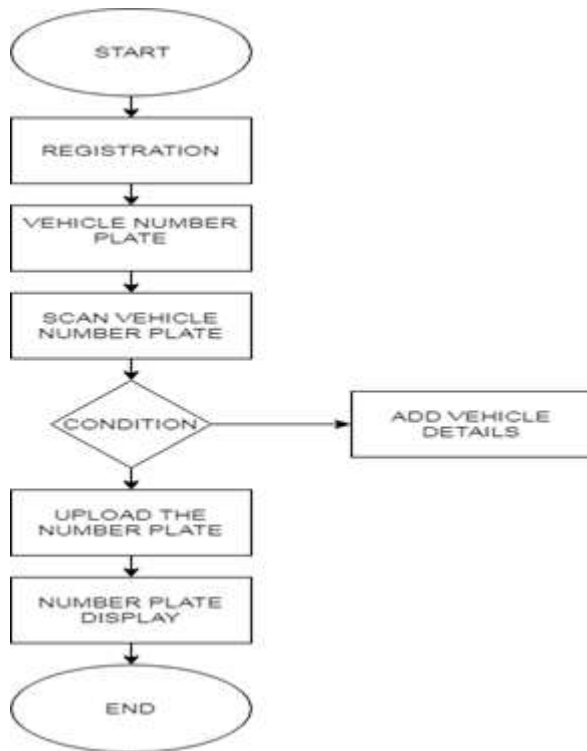 START
REGISTRATION
VEHICLE NUMBER
PLATE
SCAN VEHICLE
NUMBER PLATE
CONDITION
ADD VEHICLE
DETAILS
UPLOAD THE
NUMBER PLATE
NUMBER PLATE
DISPLAY
END